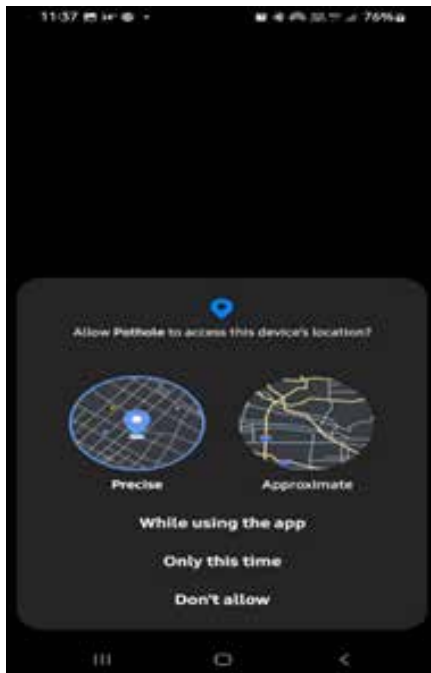 11:37
76%
Allow Pothole to access this device's location?
Precise Approximate
While using the app
Only this time
Don't allow